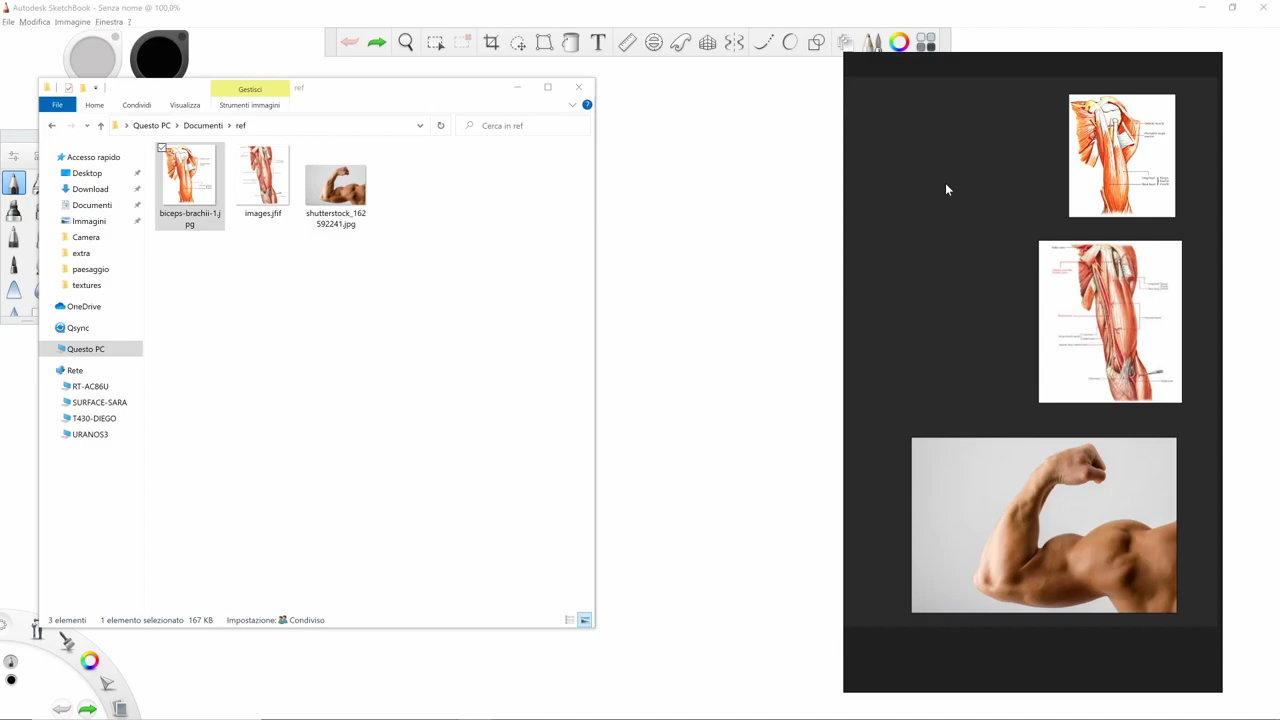 Autodesk SketchBook - Senza nome @ 100,0%
File Modifica Immagine Finestra ?
Gestisci
ref
File Home Condividi Visualizza Strumenti immagini
Questo PC Documenti ref
Cerca in ref
Accesso rapido
Desktop
Download
Documenti
Immagini
Camera
extra
paesaggio
textures
OneDrive
Qsync
Questo PC
Rete
RT-AC86U
SURFACE-SARA
T430-DIEGO
URANOS3
biceps-brachii-1.j
pg
images.jfif
shutterstock_162
592241.jpg
3 elementi 1 elemento selezionato 167 KB Impostazione: Condiviso